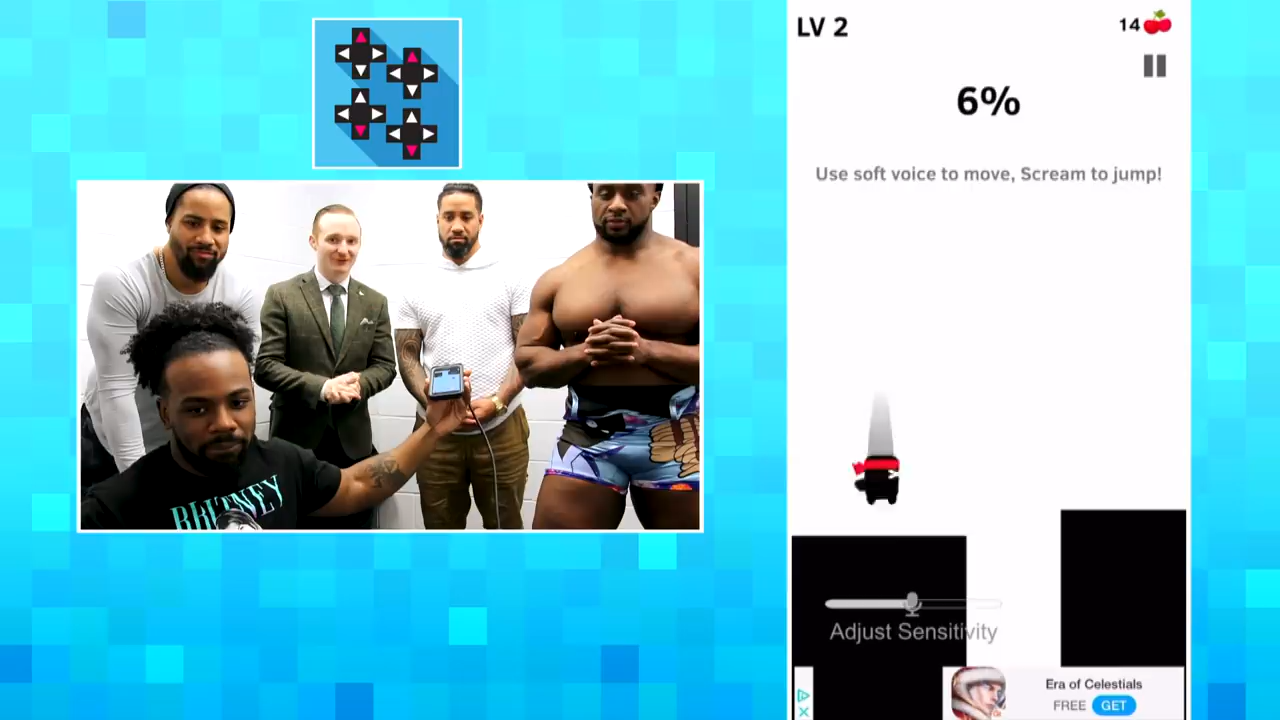 LV 2
14
6%
Use soft voice to move, Scream to jump!
BRITNEY
Adjust Sensitivity
Era of Celestials
FREE GET